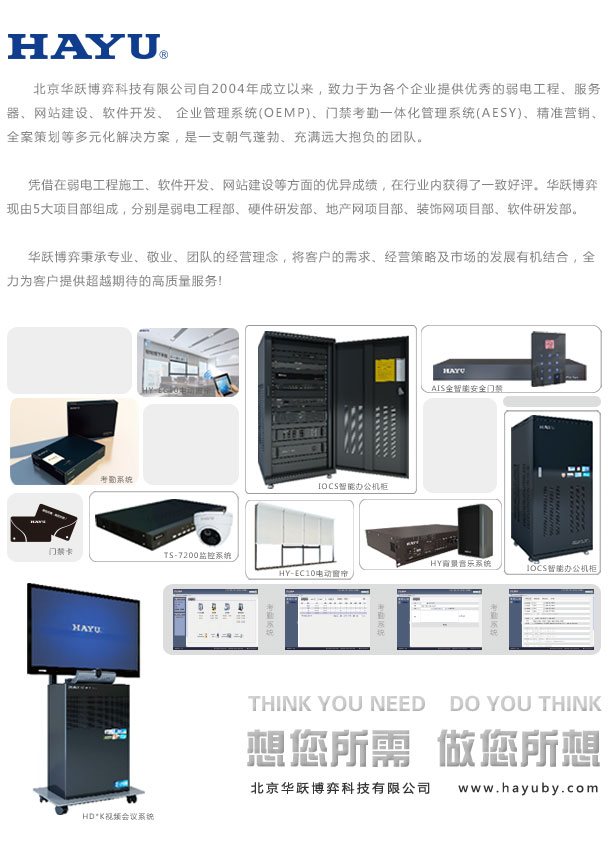 HAYU®
北京华跃博弈科技有限公司自2004年成立以来，致力于为各个企业提供优秀的弱电工程、服务
器、网站建设、软件开发、 企业管理系统(OEMP)、门禁考勤一体化管理系统(AESY)、精准营销、
全案策划等多元化解决方案，是一支朝气蓬勃、充满远大抱负的团队。
凭借在弱电工程施工、软件开发、网站建设等方面的优异成绩，在行业内获得了一致好评。华跃博弈
现由5大项目部组成，分别是弱电工程部、硬件研发部、地产网项目部、装饰网项目部、软件研发部。
华跃博弈秉承专业、敬业、团队的经营理念，将客户的需求、经营策略及市场的发展有机结合，全
力为客户提供超越期待的高质量服务!
HY-EC10电动窗帘
HAYU
AIS全智能安全门禁
考勤系统
IOCS智能办公机柜
HAYU
HAYU
门禁卡
TS-7200监控系统
HY-EC10电动窗帘
HY背景音乐系统
IOCS智能办公机柜
考勤系统
考勤系统
考勤系统
HAYU
HAYU
HD*K视频会议系统
THINK YOU NEED DO YOU THINK
想您所需 做您所想
北京华跃博弈科技有限公司 www.hayuby.com